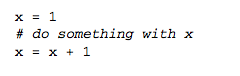 x = 1
# do something with x
x = x + 1